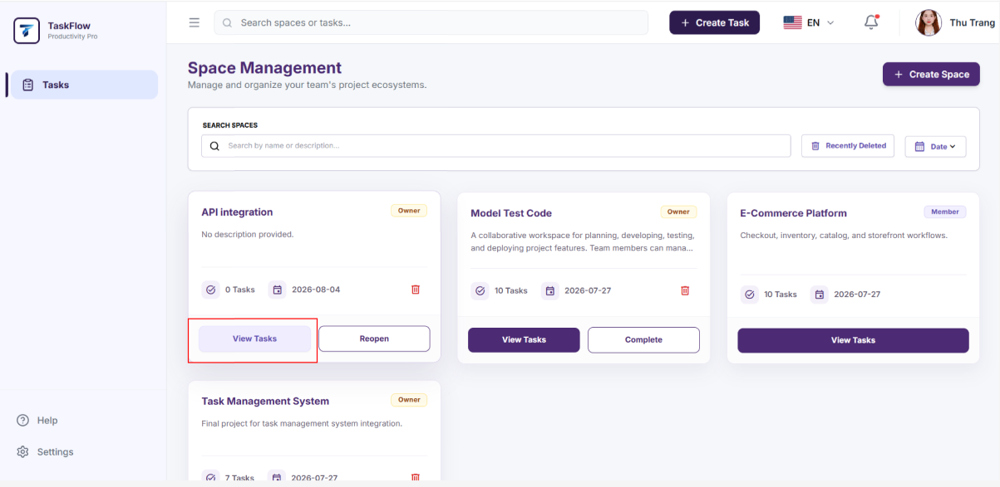 TaskFlow
Productivity Pro
Search spaces or tasks...
+ Create Task
EN
Thu Trang
Tasks
Space Management
Manage and organize your team's project ecosystems.
+ Create Space
SEARCH SPACES
Search by name or description...
Recently Deleted
Date
API integration
Owner
No description provided.
0 Tasks
2026-08-04
View Tasks
Reopen
Model Test Code
Owner
A collaborative workspace for planning, developing, testing,
and deploying project features. Team members can mana...
10 Tasks
2026-07-27
View Tasks
Complete
E-Commerce Platform
Member
Checkout, inventory, catalog, and storefront workflows.
10 Tasks
2026-07-27
View Tasks
Task Management System
Owner
Final project for task management system integration.
7 Tasks
2026-07-27
Help
Settings